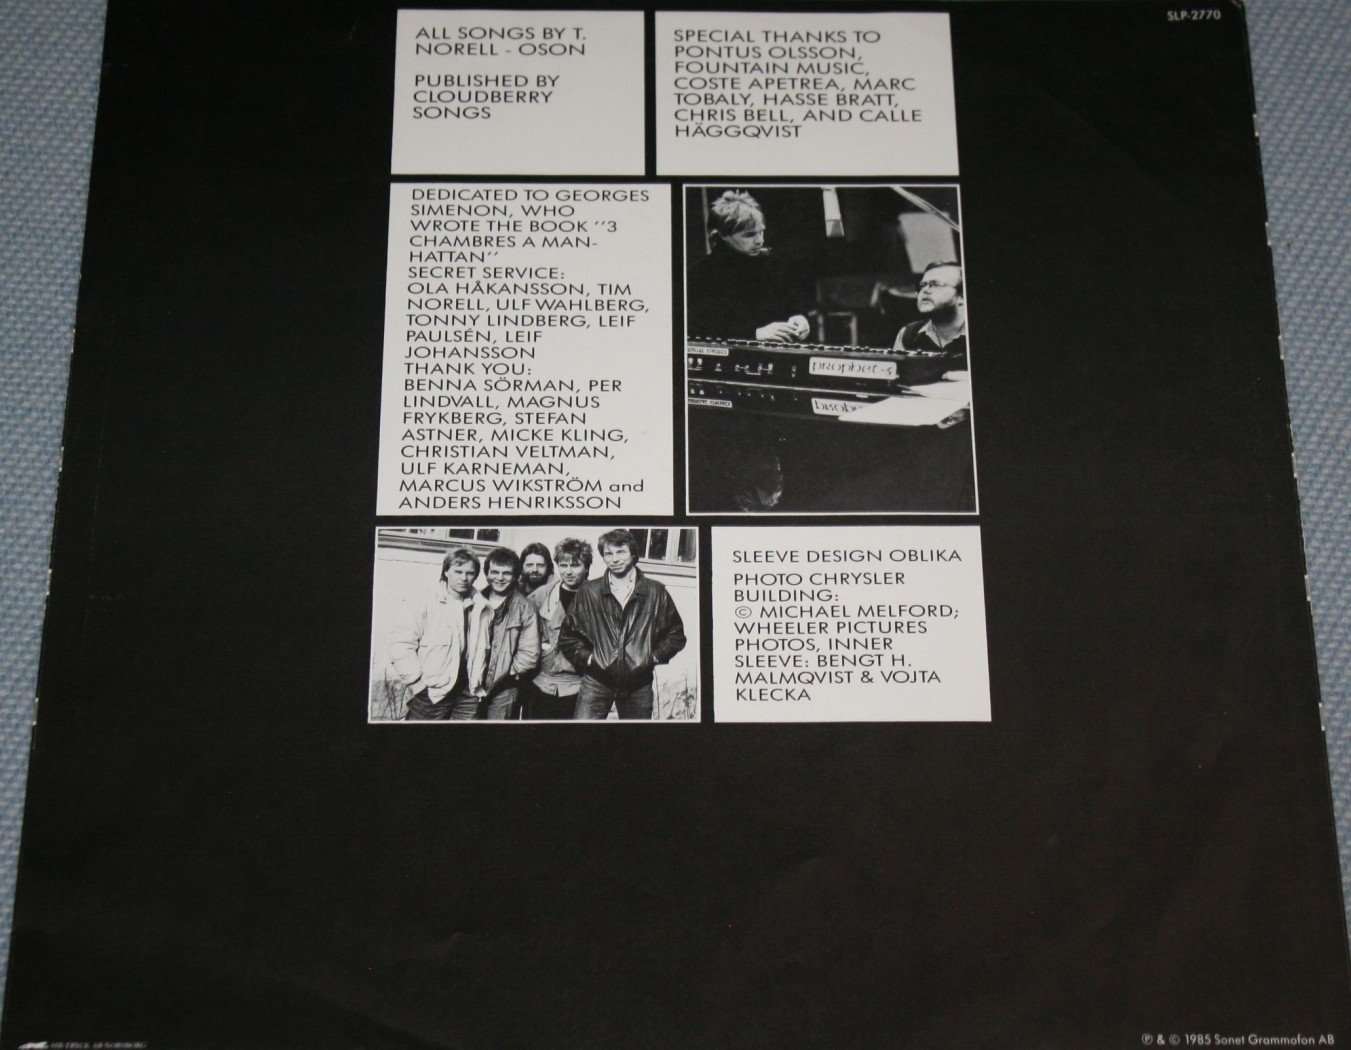 SLP-2770
ALL SONGS BY T.
NORELL - OSON
PUBLISHED BY
CLOUDBERRY
SONGS
SPECIAL THANKS TO
PONTUS OLSSON,
FOUNTAIN MUSIC,
COSTE APETREA, MARC
TOBALY, HASSE BRATT,
CHRIS BELL, AND CALLE
HÄGGQVIST
DEDICATED TO GEORGES
SIMENON, WHO
WROTE THE BOOK ''3
CHAMBRES A MAN-
HATTAN''
SECRET SERVICE:
OLA HÅKANSSON, TIM
NORELL, ULF WAHLBERG,
TONNY LINDBERG, LEIF
PAULSÉN, LEIF
JOHANSSON
THANK YOU:
BENNA SÖRMAN, PER
LINDVALL, MAGNUS
FRYKBERG, STEFAN
ASTNER, MICKE KLING,
CHRISTIAN VELTMAN,
ULF KARNEMAN,
MARCUS WIKSTRÖM and
ANDERS HENRIKSSON
prophet-5
SLEEVE DESIGN OBLIKA
PHOTO CHRYSLER
BUILDING:
© MICHAEL MELFORD;
WHEELER PICTURES
PHOTOS, INNER
SLEEVE: BENGT H.
MALMQVIST & VOJTA
KLECKA
℗ & © 1985 Sonet Grammofon AB